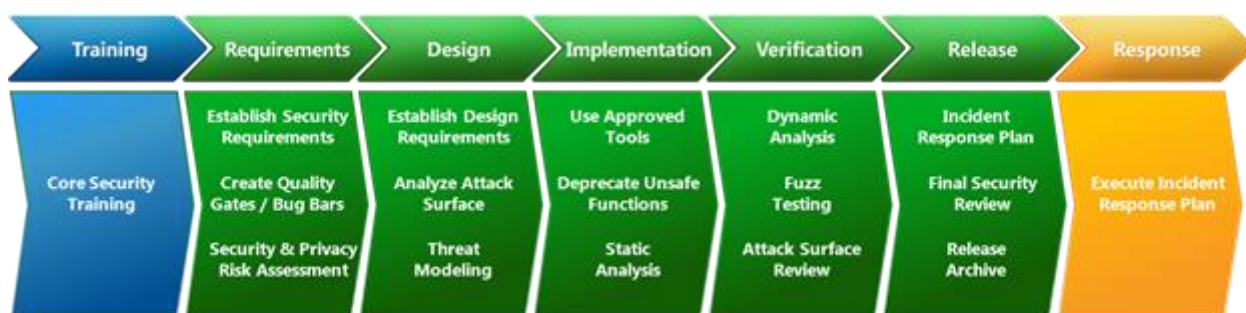 Training
Requirements
Design
Implementation
Verification
Release
Response
Core Security
Training
Establish Security
Requirements
Create Quality
Gates / Bug Bars
Security & Privacy
Risk Assessment
Establish Design
Requirements
Analyze Attack
Surface
Threat
Modeling
Use Approved
Tools
Deprecate Unsafe
Functions
Static
Analysis
Dynamic
Analysis
Fuzz
Testing
Attack Surface
Review
Incident
Response Plan
Final Security
Review
Release
Archive
Execute Incident
Response Plan